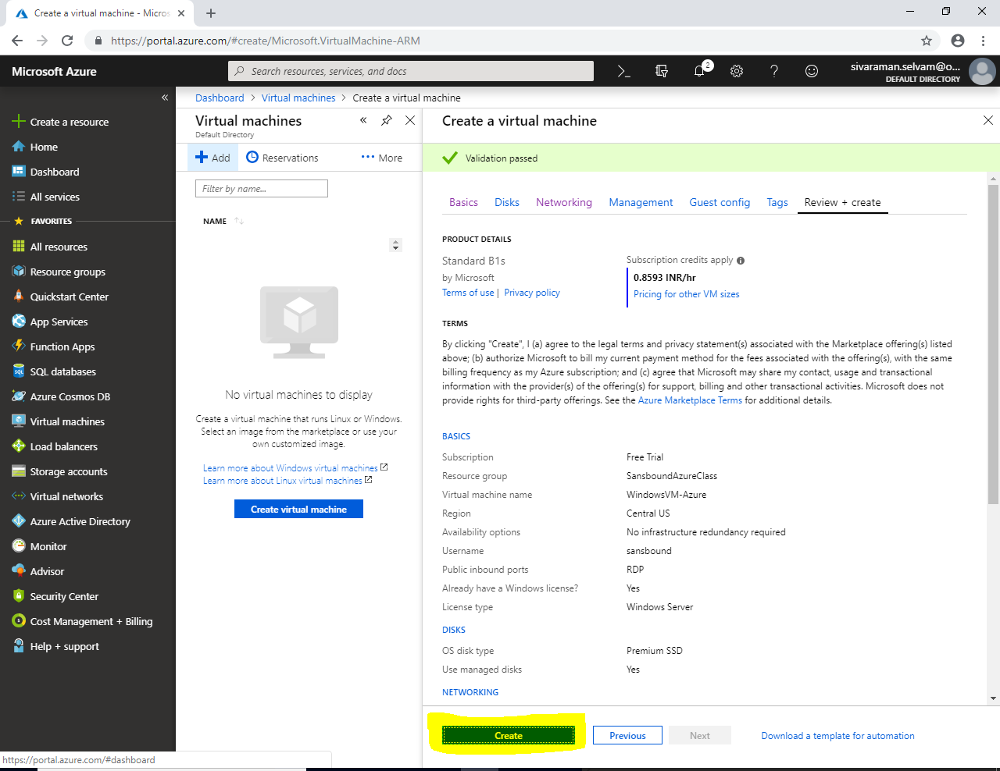 Create a virtual machine - Micros
https://portal.azure.com/#create/Microsoft.VirtualMachine-ARM
Microsoft Azure
Search resources, services, and docs
2
sivaraman.selvam@o...
DEFAULT DIRECTORY
Create a resource
Home
Dashboard
All services
FAVORITES
All resources
Resource groups
Quickstart Center
App Services
Function Apps
SQL databases
Azure Cosmos DB
Virtual machines
Load balancers
Storage accounts
Virtual networks
Azure Active Directory
Monitor
Advisor
Security Center
Cost Management + Billing
Help + support
https://portal.azure.com/#dashboard
Dashboard > Virtual machines > Create a virtual machine
Virtual machines
Default Directory
Add Reservations ••• More
Filter by name...
NAME
No virtual machines to display
Create a virtual machine that runs Linux or Windows.
Select an image from the marketplace or use your
own customized image.
Learn more about Windows virtual machines
Learn more about Linux virtual machines
Create virtual machine
Create a virtual machine
Validation passed
Basics Disks Networking Management Guest config Tags Review + create
PRODUCT DETAILS
Standard B1s
by Microsoft
Terms of use | Privacy policy
Subscription credits apply
0.8593 INR/hr
Pricing for other VM sizes
TERMS
By clicking "Create", I (a) agree to the legal terms and privacy statement(s) associated with the Marketplace offering(s) listed
above; (b) authorize Microsoft to bill my current payment method for the fees associated with the offering(s), with the same
billing frequency as my Azure subscription; and (c) agree that Microsoft may share my contact, usage and transactional
information with the provider(s) of the offering(s) for support, billing and other transactional activities. Microsoft does not
provide rights for third-party offerings. See the Azure Marketplace Terms for additional details.
BASICS
Subscription Free Trial
Resource group SansboundAzureClass
Virtual machine name WindowsVM-Azure
Region Central US
Availability options No infrastructure redundancy required
Username sansbound
Public inbound ports RDP
Already have a Windows license? Yes
License type Windows Server
DISKS
OS disk type Premium SSD
Use managed disks Yes
NETWORKING
Create Previous Next Download a template for automation